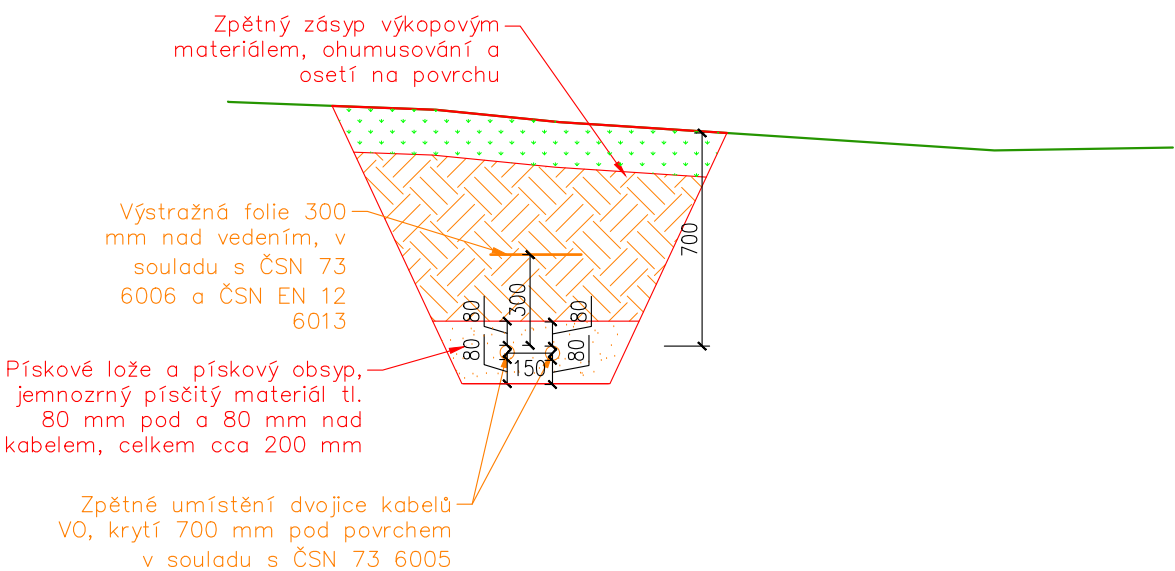 Zpětný zásyp výkopovým
materiálem, ohumusování a
osetí na povrchu
Výstražná folie 300
mm nad vedením, v
souladu s ČSN 73
6006 a ČSN EN 12
6013
Pískové lože a pískový obsyp,
jemnozrný písčitý materiál tl.
80 mm pod a 80 mm nad
kabelem, celkem cca 200 mm
Zpětné umístění dvojice kabelů
VO, krytí 700 mm pod povrchem
v souladu s ČSN 73 6005
700
300
80
80
80
80
150